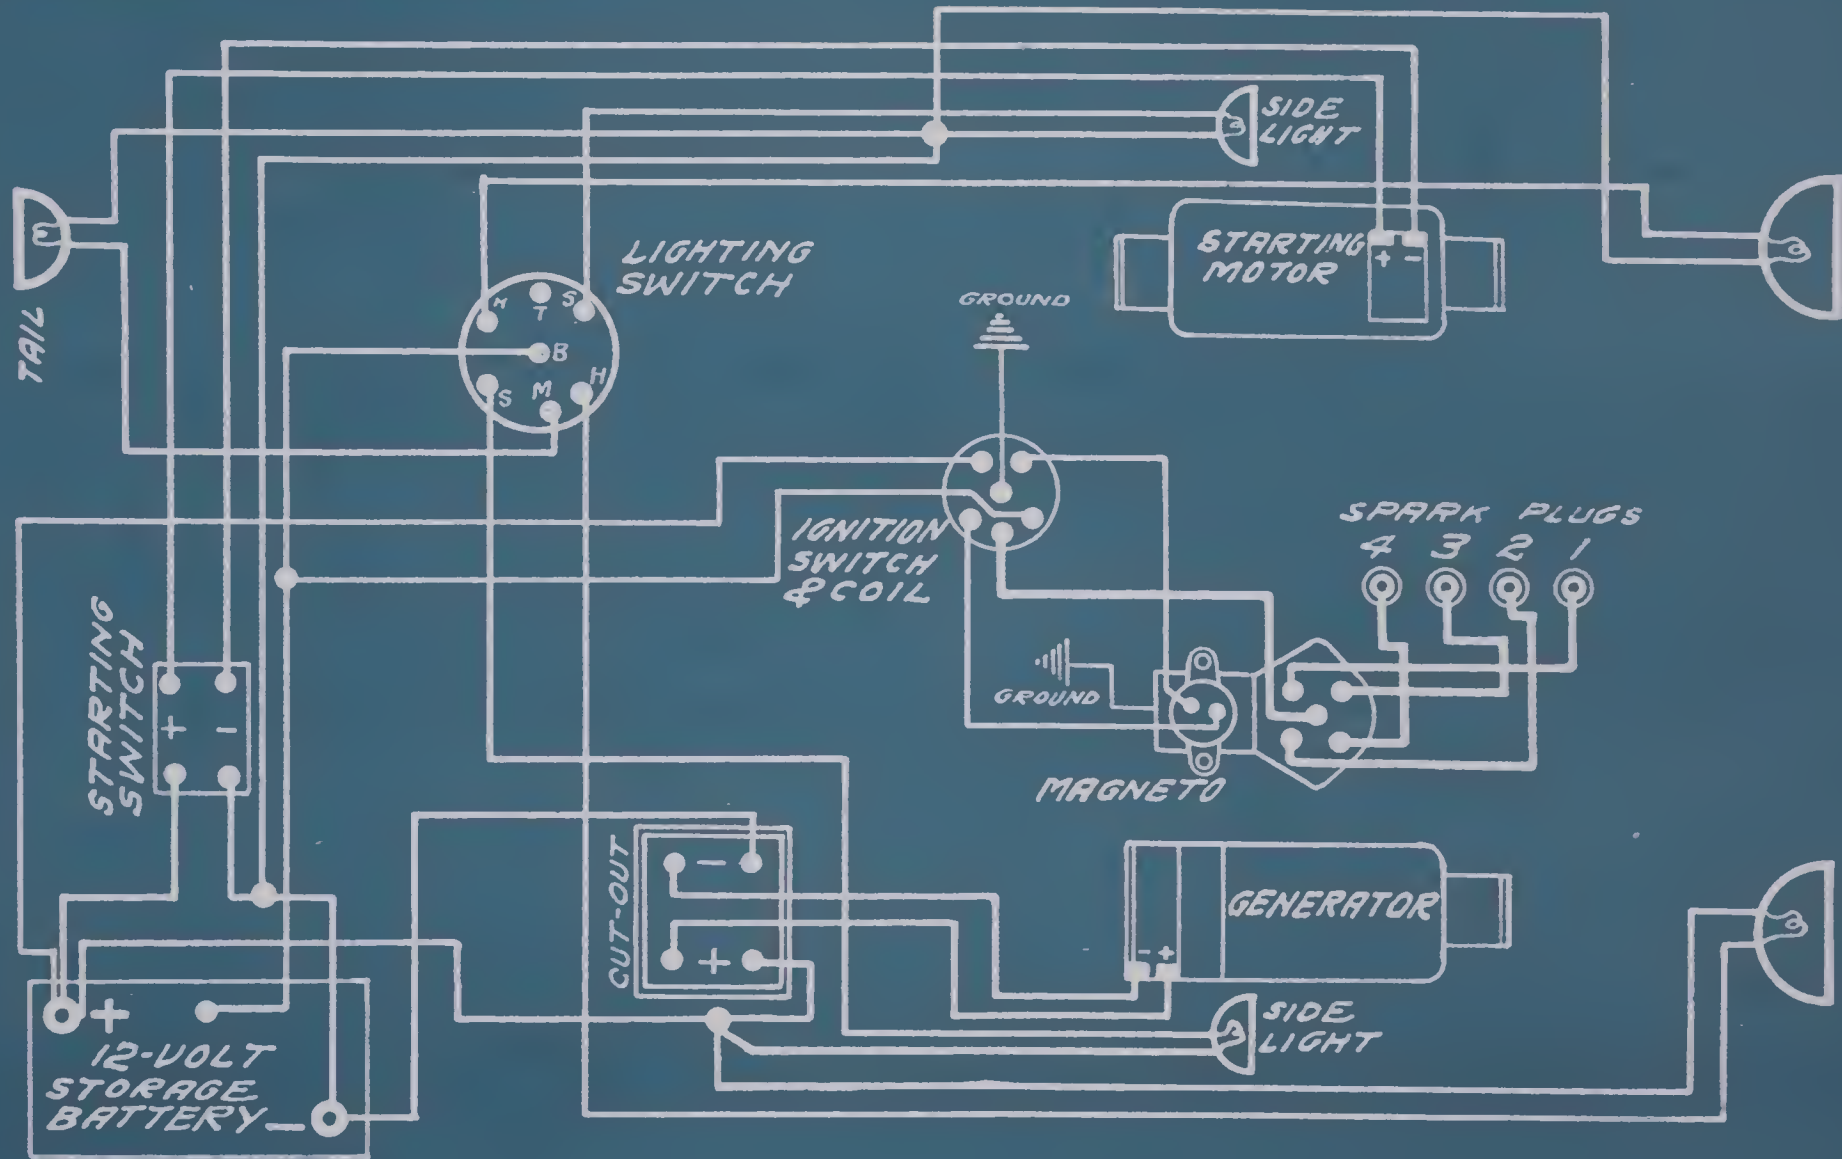 SIDE
LIGHT
LIGHTING
SWITCH
STARTING
MOTOR
+ -
TAIL
H T S
B
S M H
GROUND
IGNITION
SWITCH
& COIL
SPARK PLUGS
4 3 2 1
STARTING
SWITCH
+ -
GROUND
MAGNETO
CUT-OUT
-
+
GENERATOR
- +
SIDE
LIGHT
+
12-VOLT
STORAGE
BATTERY -